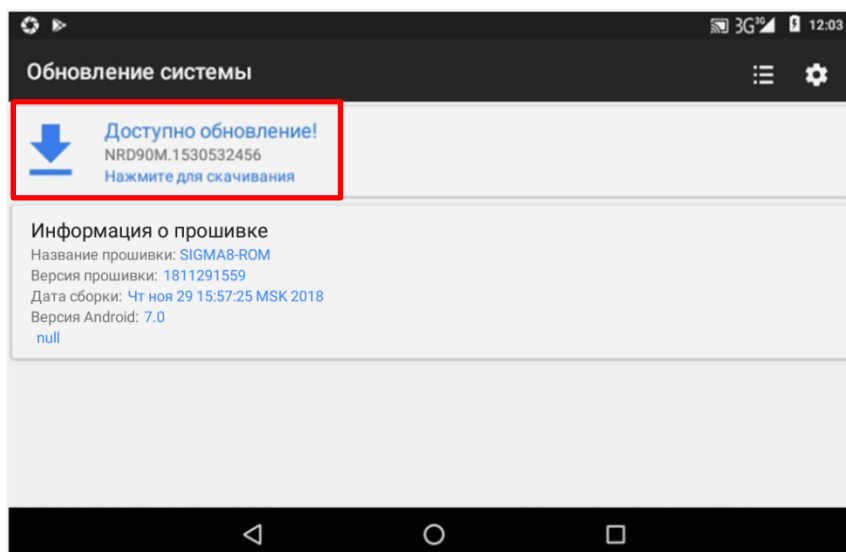 3G 3G 12:03
Обновление системы
Доступно обновление!
NRD90M.1530532456
Нажмите для скачивания
Информация о прошивке
Название прошивки: SIGMA8-ROM
Версия прошивки: 1811291559
Дата сборки: Чт ноя 29 15:57:25 MSK 2018
Версия Android: 7.0
null